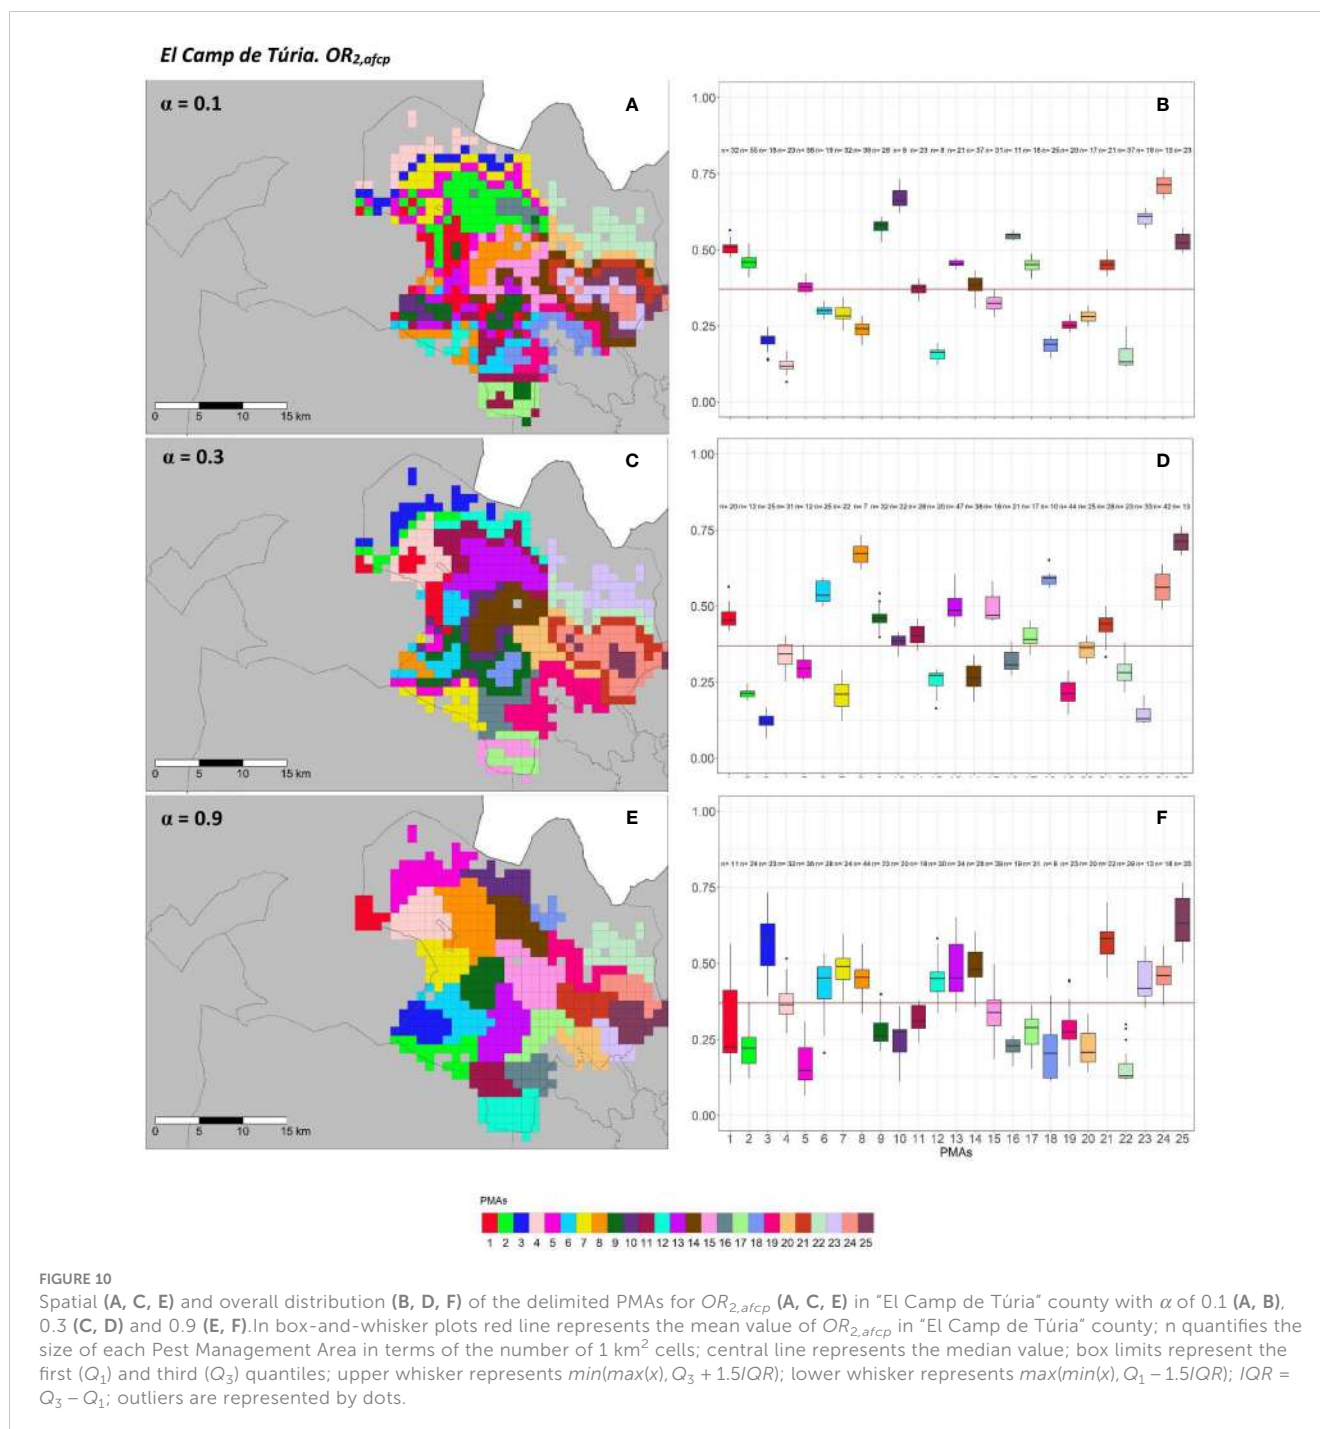 El Camp de Túria. OR2,afcp
α = 0.1
A
0 5 10 15 km
B
1.00
0.75
0.50
0.25
0.00
α = 0.3
C
0 5 10 15 km
D
1.00
0.75
0.50
0.25
0.00
α = 0.9
E
0 5 10 15 km
F
1.00
0.75
0.50
0.25
0.00
1 2 3 4 5 6 7 8 9 10 11 12 13 14 15 16 17 18 19 20 21 22 23 24 25
PMAs
PMAs
1 2 3 4 5 6 7 8 9 10 11 12 13 14 15 16 17 18 19 20 21 22 23 24 25
FIGURE 10
Spatial (A, C, E) and overall distribution (B, D, F) of the delimited PMAs for OR2,afcp (A, C, E) in "El Camp de Túria" county with α of 0.1 (A, B),
0.3 (C, D) and 0.9 (E, F).In box-and-whisker plots red line represents the mean value of OR2,afcp in "El Camp de Túria" county; n quantifies the
size of each Pest Management Area in terms of the number of 1 km² cells; central line represents the median value; box limits represent the
first (Q1) and third (Q3) quantiles; upper whisker represents min(max(x), Q3 + 1.5IQR); lower whisker represents max(min(x), Q1 – 1.5IQR); IQR =
Q3 – Q1; outliers are represented by dots.